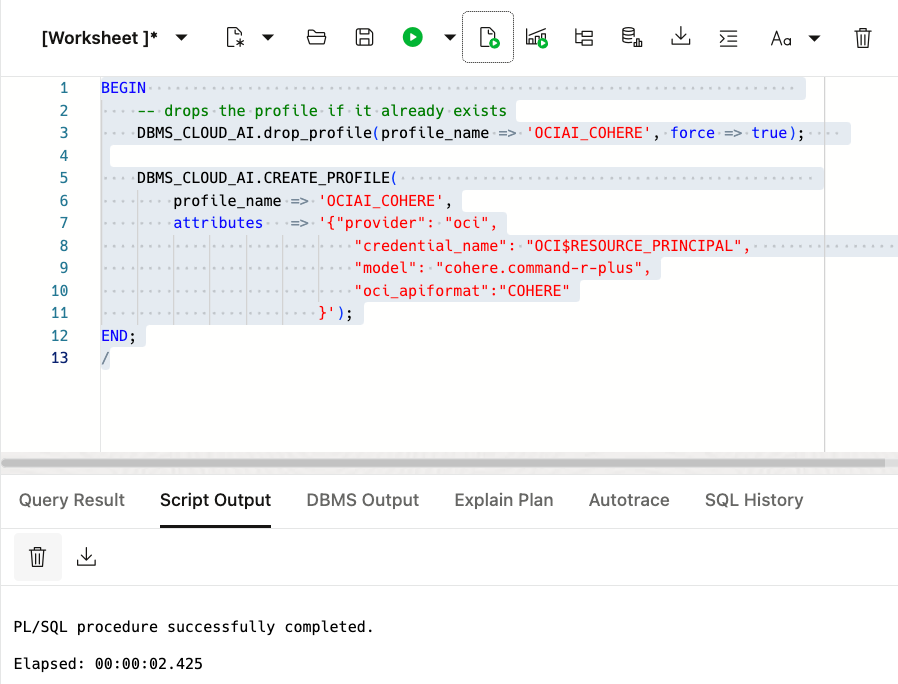 [Worksheet ]*
Aa
1 BEGIN
2 -- drops the profile if it already exists
3 DBMS_CLOUD_AI.drop_profile(profile_name => 'OCIAI_COHERE', force => true);
4
5 DBMS_CLOUD_AI.CREATE_PROFILE(
6 profile_name => 'OCIAI_COHERE',
7 attributes => '{"provider": "oci",
8 "credential_name": "OCI$RESOURCE_PRINCIPAL",
9 "model": "cohere.command-r-plus",
10 "oci_apiformat":"COHERE"
11 }');
12 END;
13 /
Query Result Script Output DBMS Output Explain Plan Autotrace SQL History
PL/SQL procedure successfully completed.
Elapsed: 00:00:02.425